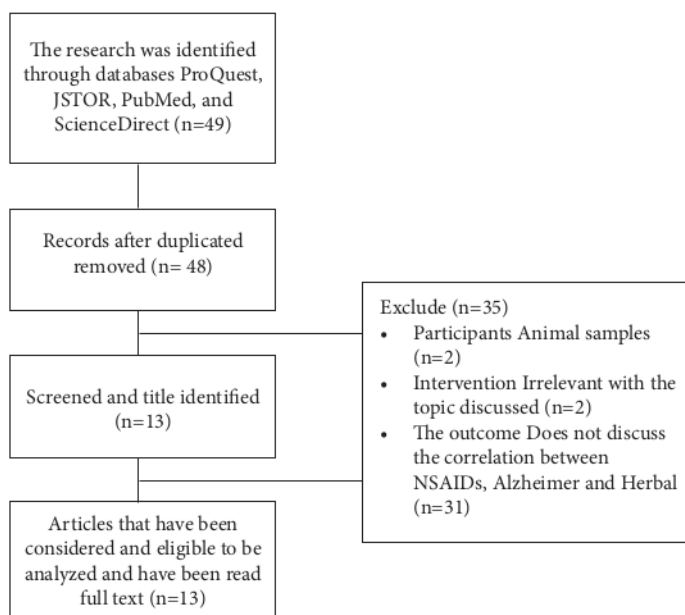 The research was identified
through databases ProQuest,
JSTOR, PubMed, and
ScienceDirect (n=49)
Records after duplicated
removed (n= 48)
Exclude (n=35)
• Participants Animal samples
(n=2)
• Intervention Irrelevant with the
topic discussed (n=2)
• The outcome Does not discuss
the correlation between
NSAIDs, Alzheimer and Herbal
(n=31)
Screened and title identified
(n=13)
Articles that have been
considered and eligible to be
analyzed and have been read
full text (n=13)